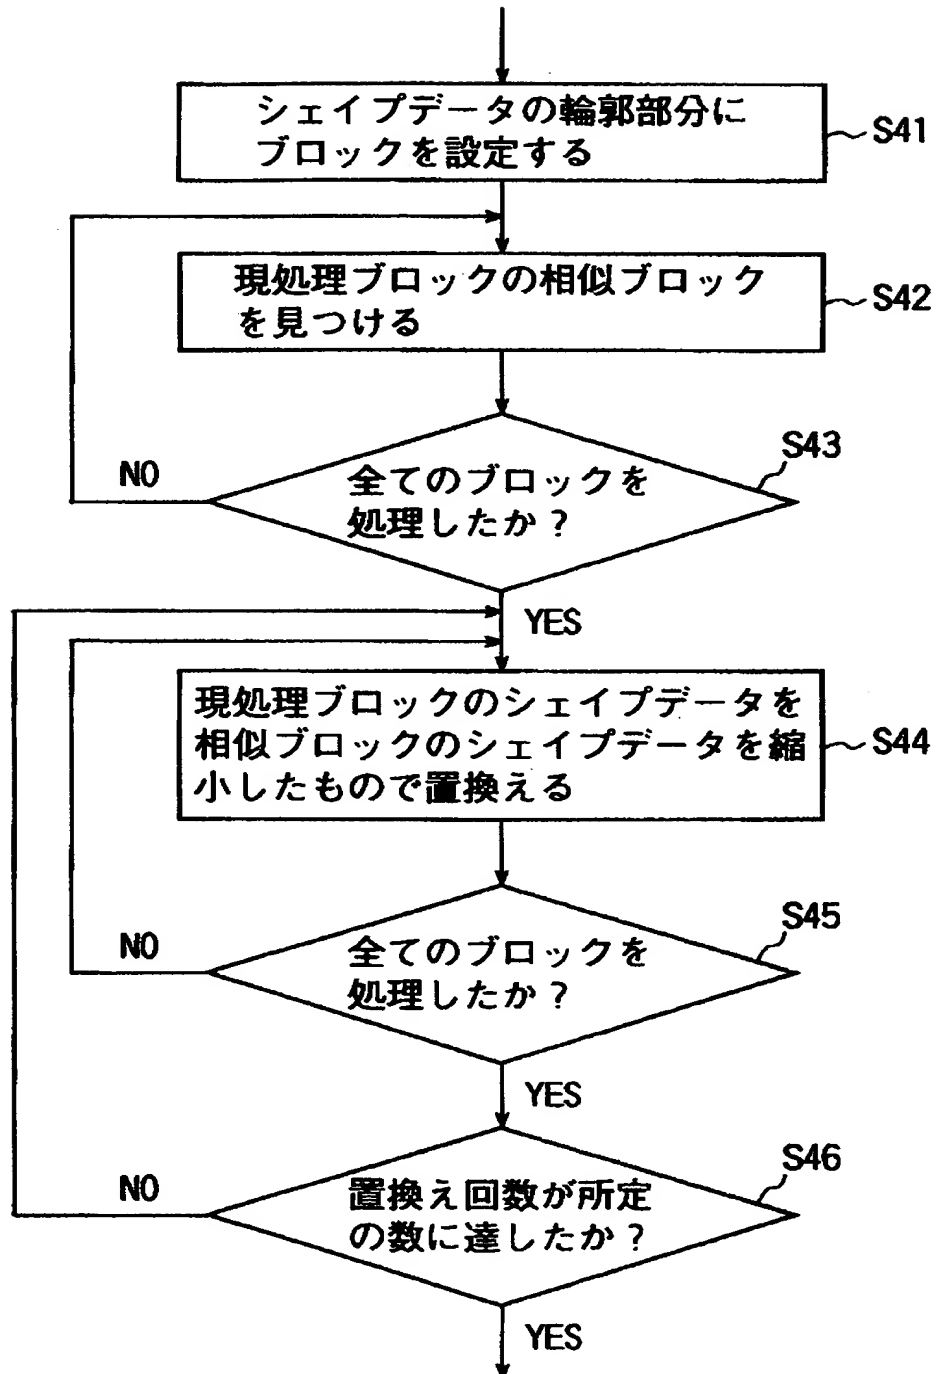 シェイプデータの輪郭部分に
ブロックを設定する
S41
現処理ブロックの相似ブロック
を見つける
S42
S43
全てのブロックを
処理したか？
NO
YES
現処理ブロックのシェイプデータを
相似ブロックのシェイプデータを縮
小したもので置換える
S44
S45
全てのブロックを
処理したか？
NO
YES
S46
置換え回数が所定
の数に達したか？
NO
YES